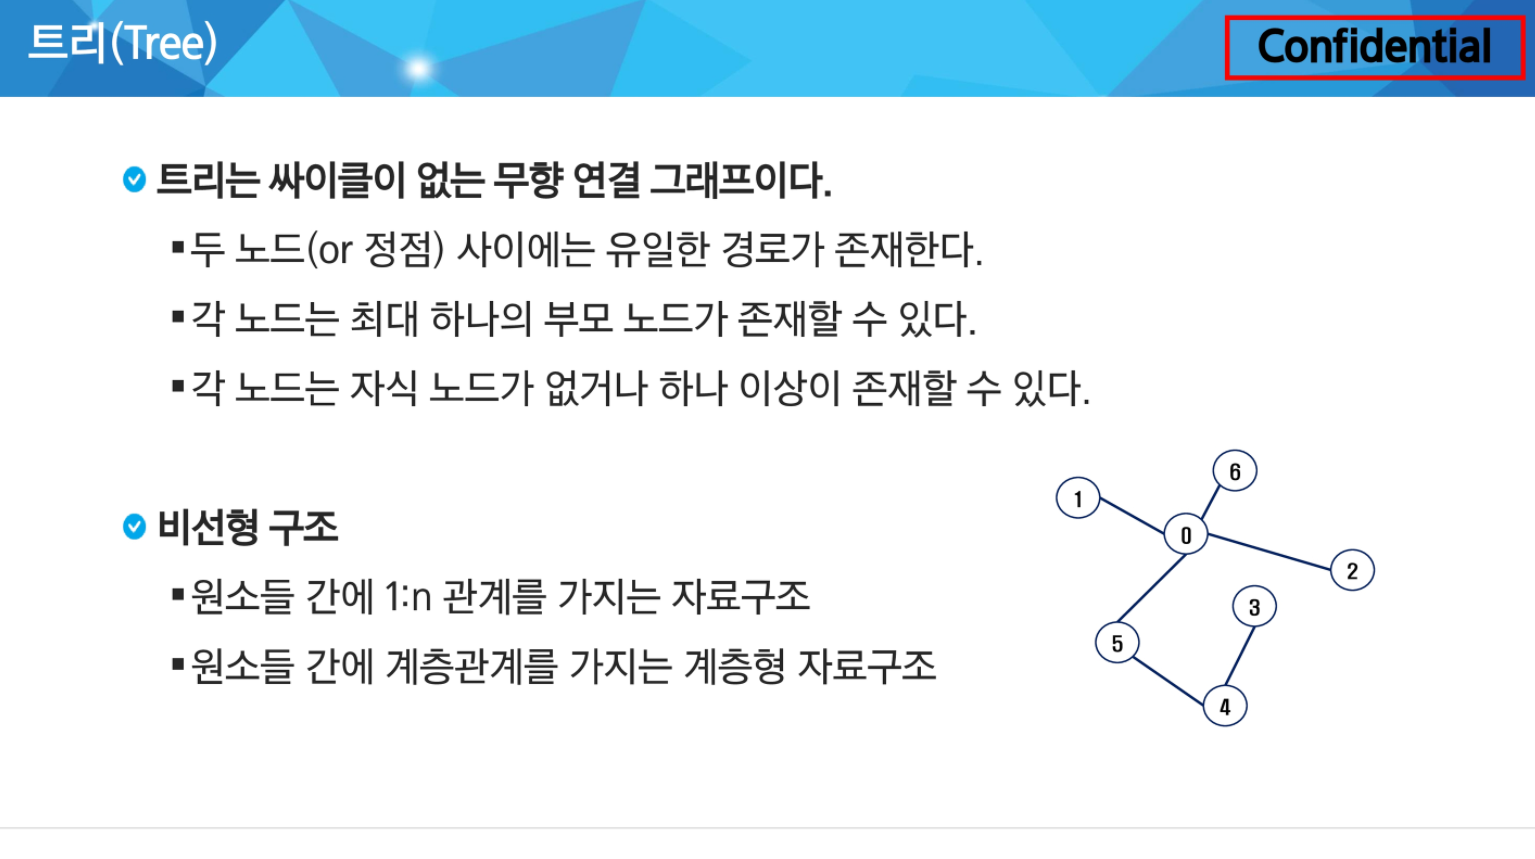 트리(Tree)
Confidential
트리는 싸이클이 없는 무향 연결 그래프이다.
두 노드(or 정점) 사이에는 유일한 경로가 존재한다.
각 노드는 최대 하나의 부모 노드가 존재할 수 있다.
각 노드는 자식 노드가 없거나 하나 이상이 존재할 수 있다.
비선형 구조
원소들 간에 1:n 관계를 가지는 자료구조
원소들 간에 계층관계를 가지는 계층형 자료구조
6
1
0
2
3
5
4